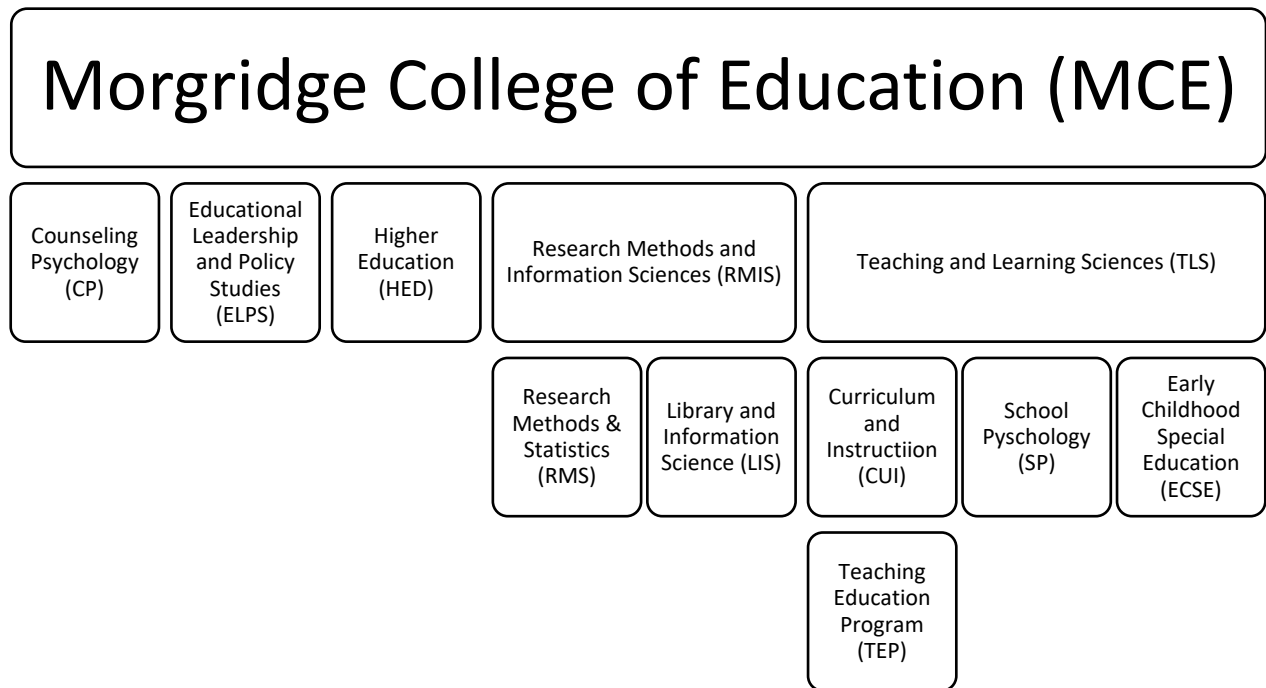 Morgridge College of Education (MCE)
Counseling
Psychology
(CP)
Educational
Leadership
and Policy
Studies
(ELPS)
Higher
Education
(HED)
Research Methods and
Information Sciences (RMIS)
Teaching and Learning Sciences (TLS)
Research
Methods &
Statistics
(RMS)
Library and
Information
Science (LIS)
Curriculum
and
Instructiion
(CUI)
School
Pyschology
(SP)
Early
Childhood
Special
Education
(ECSE)
Teaching
Education
Program
(TEP)